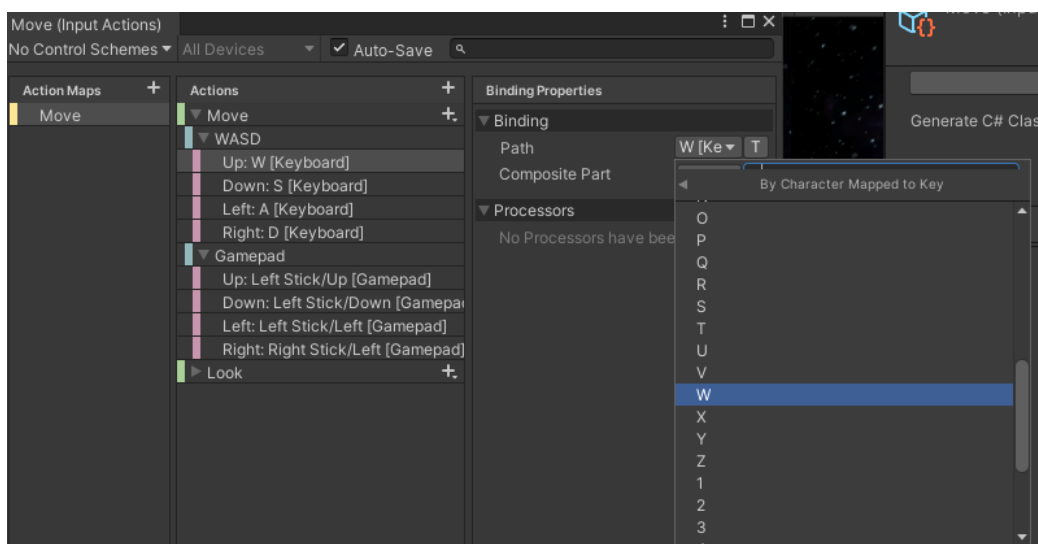 Move (Input Actions)
No Control Schemes All Devices Auto-Save
Action Maps +
Move
Actions +
Move
WASD
Up: W [Keyboard]
Down: S [Keyboard]
Left: A [Keyboard]
Right: D [Keyboard]
Gamepad
Up: Left Stick/Up [Gamepad]
Down: Left Stick/Down [Gamepa
Left: Left Stick/Left [Gamepad]
Right: Right Stick/Left [Gamepad]
Look
Binding Properties
Binding
Path W [Ke T
Composite Part
Processors
No Processors have bee
By Character Mapped to Key
O
P
Q
R
S
T
U
V
W
X
Y
Z
1
2
3
Generate C# Clas